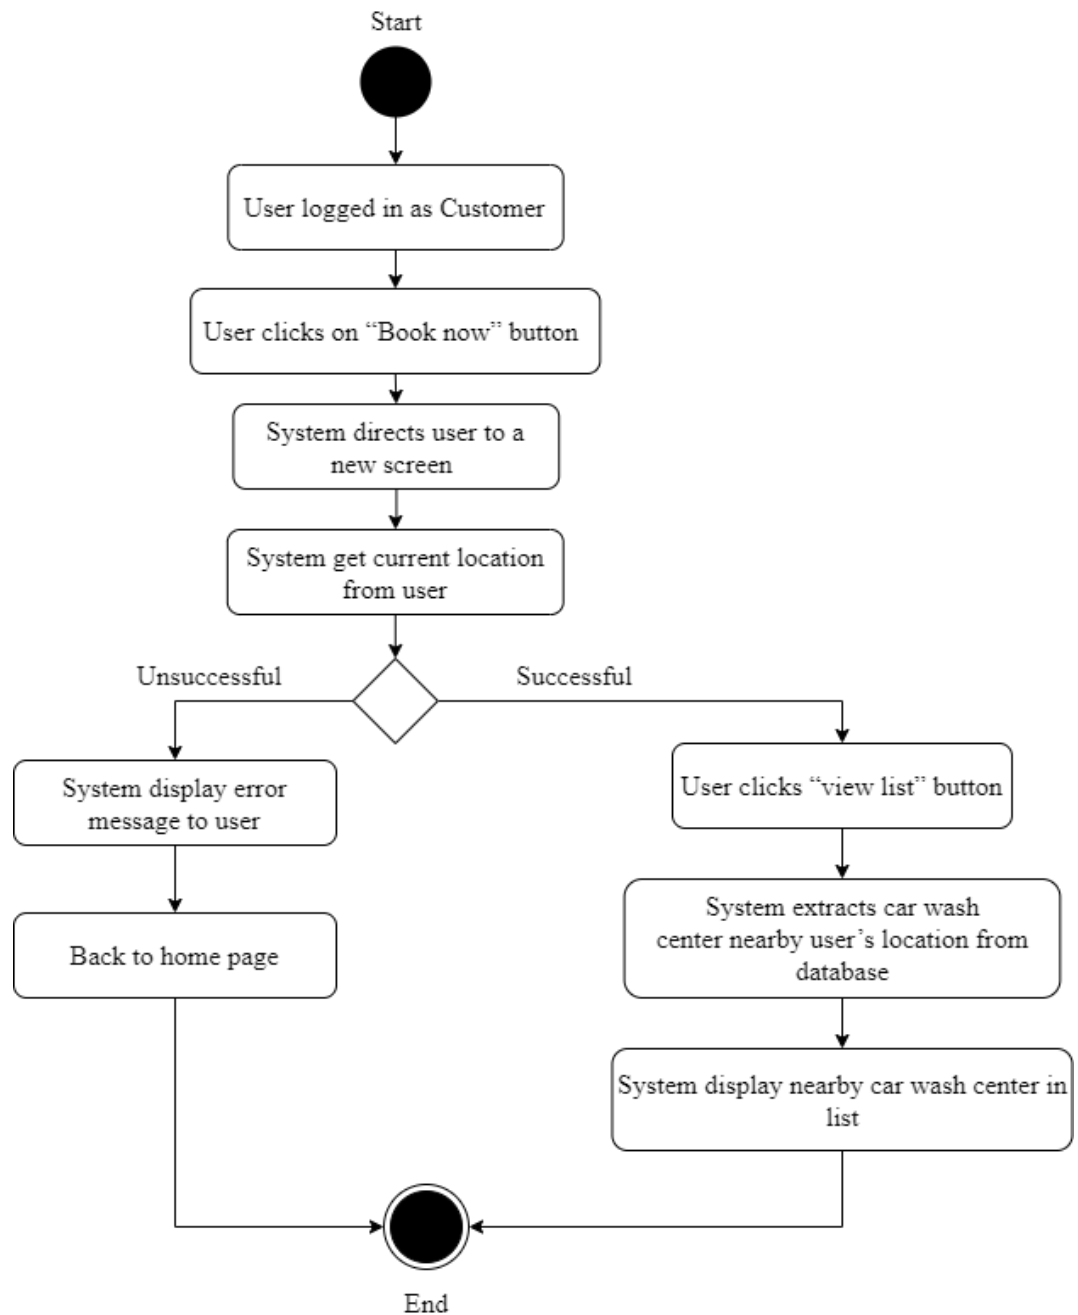 Start
User logged in as Customer
User clicks on “Book now” button
System directs user to a
new screen
System get current location
from user
Unsuccessful
Successful
System display error
message to user
User clicks “view list” button
Back to home page
System extracts car wash
center nearby user’s location from
database
System display nearby car wash center in
list
End